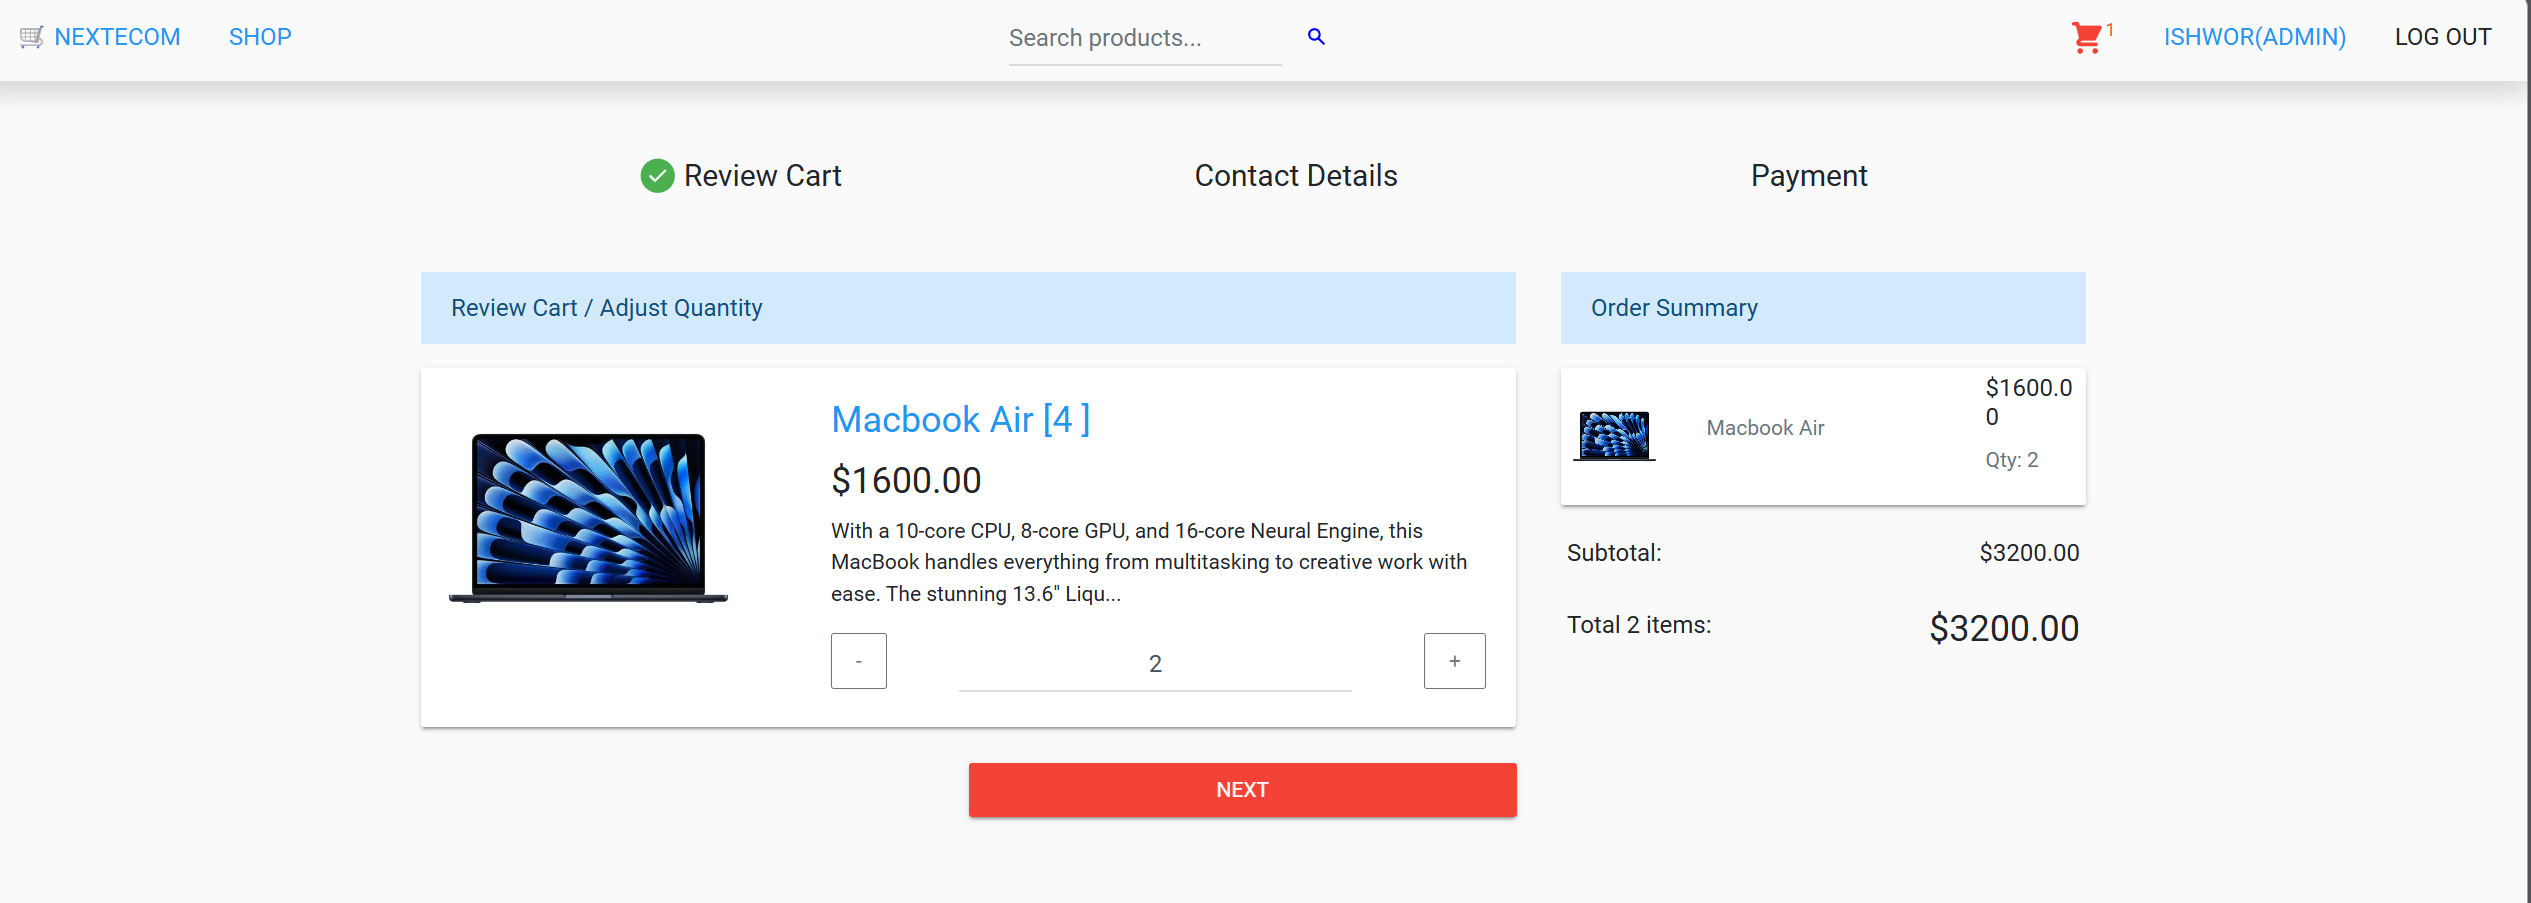 NEXTECOM SHOP Search products... 1 ISHWOR(ADMIN) LOG OUT
Review Cart Contact Details Payment
Review Cart / Adjust Quantity
Macbook Air [4 ]
$1600.00
With a 10-core CPU, 8-core GPU, and 16-core Neural Engine, this
MacBook handles everything from multitasking to creative work with
ease. The stunning 13.6" Liqu...
- 2 +
NEXT
Order Summary
Macbook Air
$1600.0
0
Qty: 2
Subtotal: $3200.00
Total 2 items: $3200.00